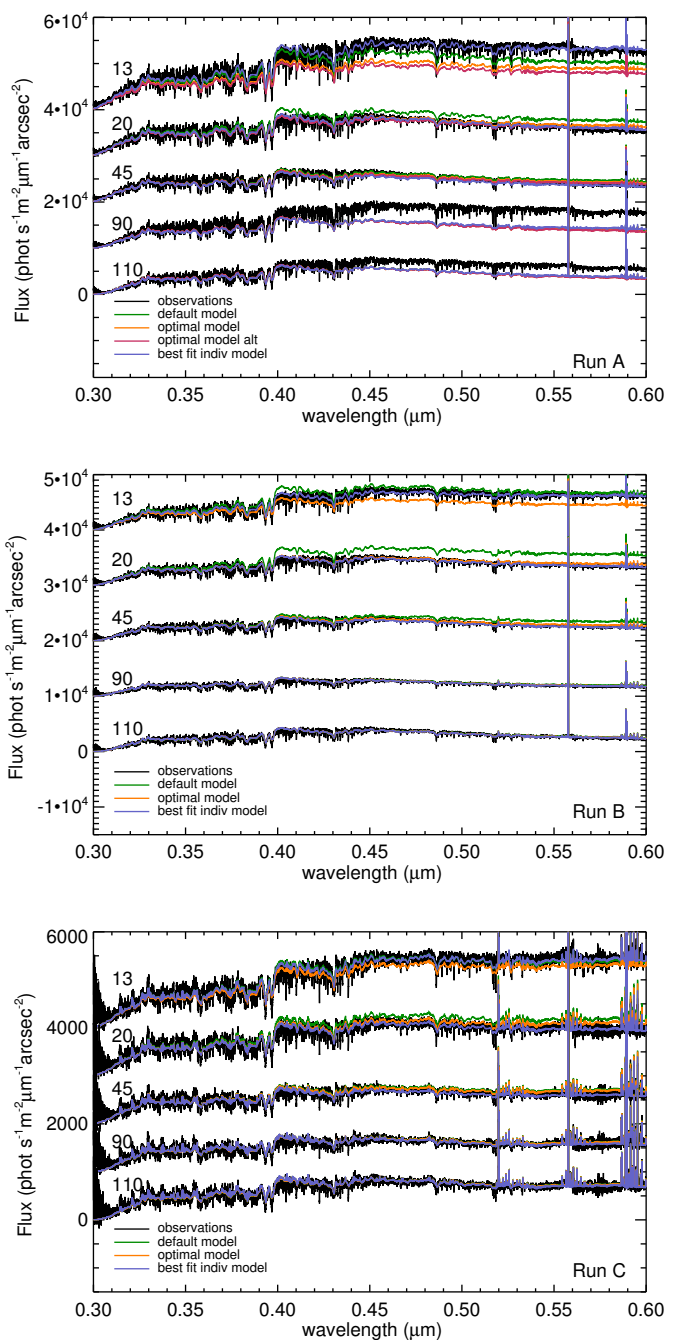 6•10⁴
4•10⁴
2•10⁴
0
Flux (phot s⁻¹m⁻²μm⁻¹arcsec⁻²)
13
20
45
90
110
observations
default model
optimal model
optimal model alt
best fit indiv model
Run A
0.30 0.35 0.40 0.45 0.50 0.55 0.60
wavelength (μm)
5•10⁴
4•10⁴
3•10⁴
2•10⁴
1•10⁴
0
-1•10⁴
Flux (phot s⁻¹m⁻²μm⁻¹arcsec⁻²)
13
20
45
90
110
observations
default model
optimal model
best fit indiv model
Run B
0.30 0.35 0.40 0.45 0.50 0.55 0.60
wavelength (μm)
6000
4000
2000
0
Flux (phot s⁻¹m⁻²μm⁻¹arcsec⁻²)
13
20
45
90
110
observations
default model
optimal model
best fit indiv model
Run C
0.30 0.35 0.40 0.45 0.50 0.55 0.60
wavelength (μm)